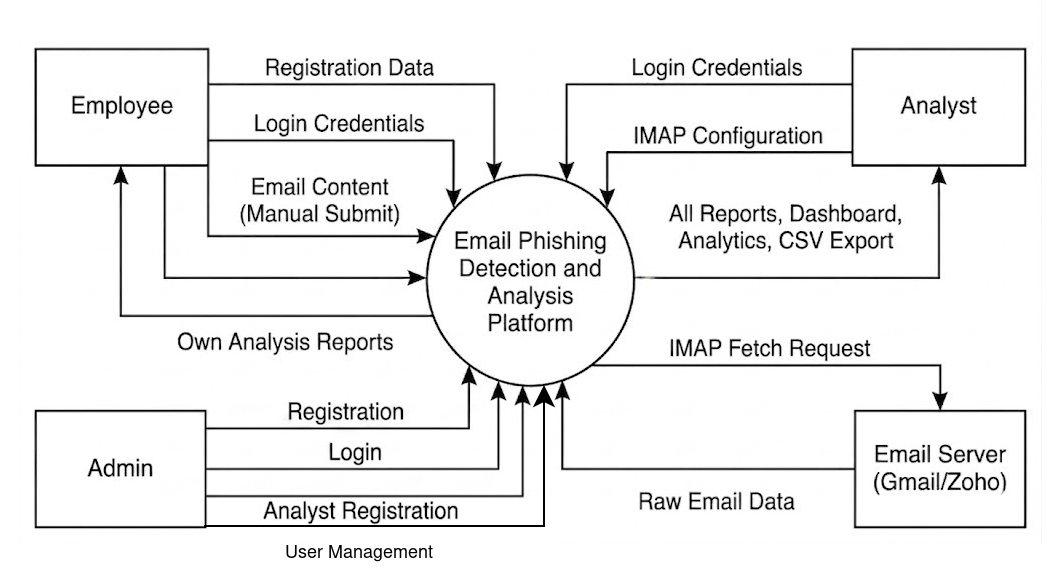 Registration Data
Login Credentials
Employee
Analyst
Login Credentials
IMAP Configuration
Email Content
(Manual Submit)
All Reports, Dashboard,
Analytics, CSV Export
Email Phishing
Detection and
Analysis
Platform
Own Analysis Reports
IMAP Fetch Request
Registration
Login
Admin
Email Server
(Gmail/Zoho)
Analyst Registration
Raw Email Data
User Management